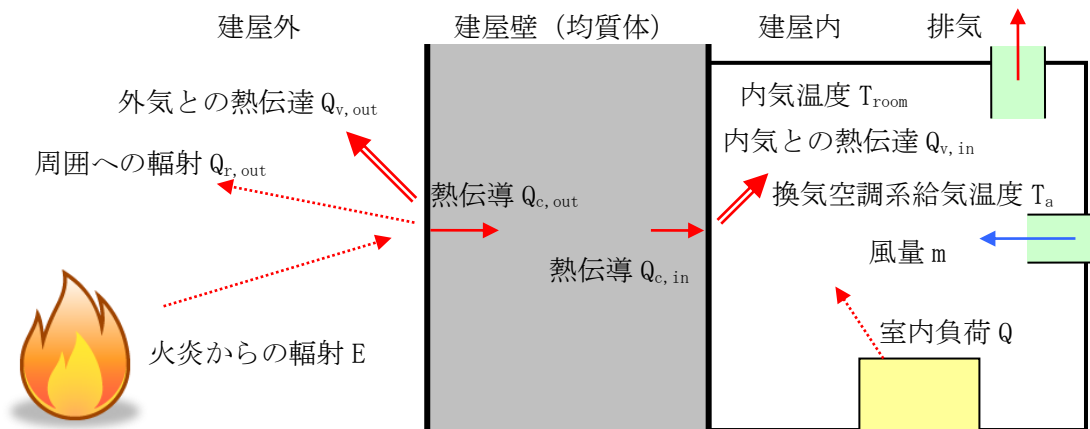 建屋外
建屋壁（均質体）
建屋内
排気
外気との熱伝達 Qv,out
周囲への輻射 Qr,out
内気温度 Troom
内気との熱伝達 Qv,in
熱伝導 Qc,out
換気空調系給気温度 Ta
熱伝導 Qc,in
風量 m
火炎からの輻射 E
室内負荷 Q